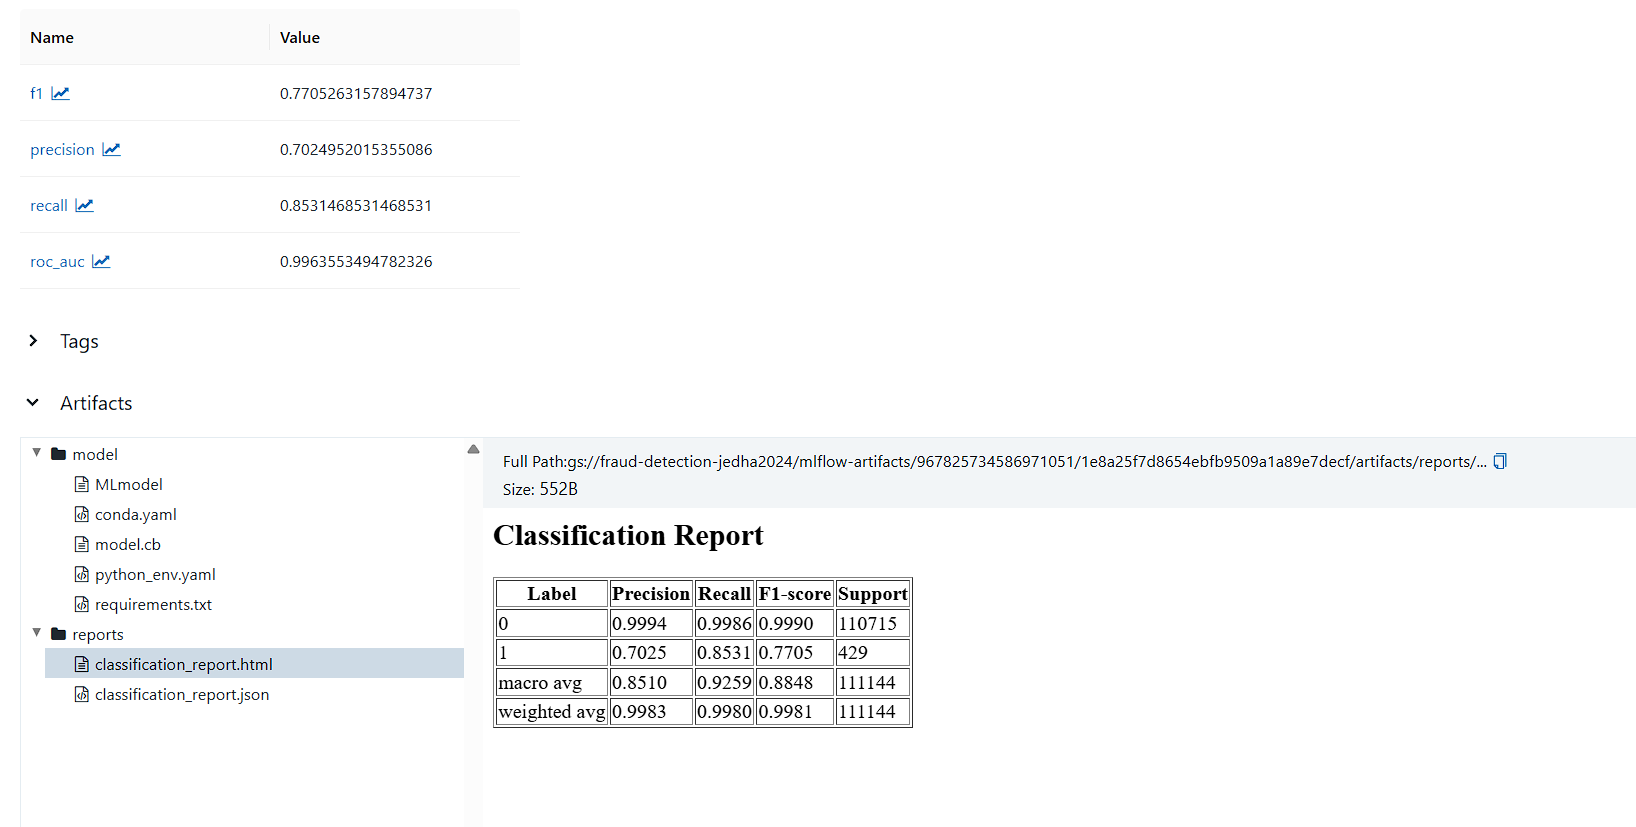 Name Value
f1 0.7705263157894737
precision 0.7024952015355086
recall 0.8531468531468531
roc_auc 0.9963553494782326
Tags
Artifacts
model
MLmodel
conda.yaml
model.cb
python_env.yaml
requirements.txt
reports
classification_report.html
classification_report.json
Full Path:gs://fraud-detection-jedha2024/mlflow-artifacts/967825734586971051/1e8a25f7d8654ebfb9509a1a89e7decf/artifacts/reports/...
Size: 552B
Classification Report
Label Precision Recall F1-score Support
0 0.9994 0.9986 0.9990 110715
1 0.7025 0.8531 0.7705 429
macro avg 0.8510 0.9259 0.8848 111144
weighted avg 0.9983 0.9980 0.9981 111144